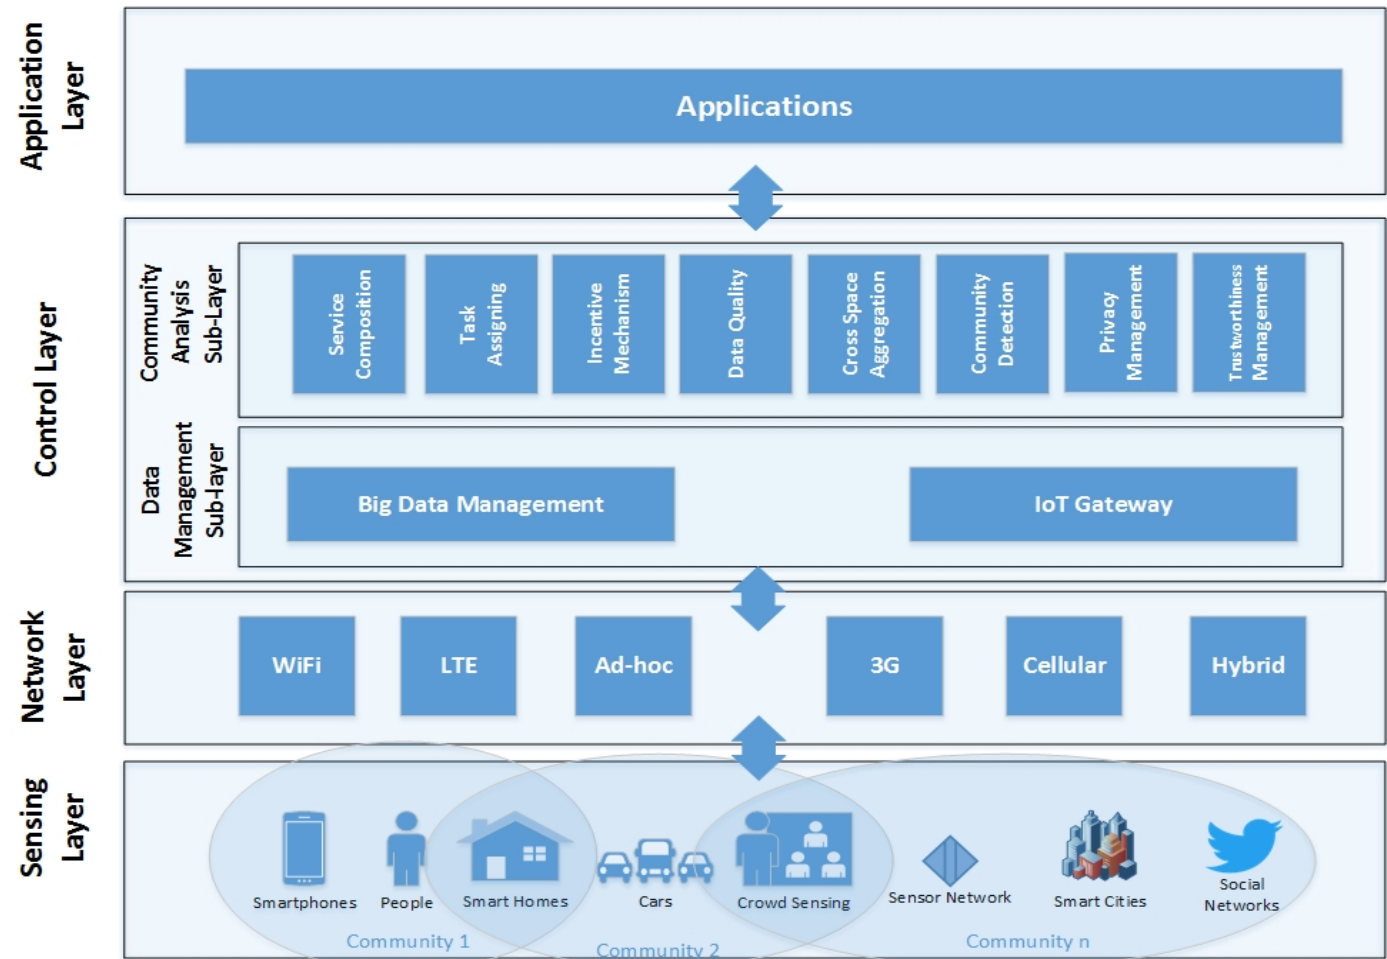 Application
Layer
Applications
Control Layer
Community
Analysis
Sub-Layer
Service
Composition
Task
Assigning
Incentive
Mechanism
Data Quality
Cross Space
Aggregation
Community
Detection
Privacy
Management
Trustworthiness
Management
Data
Management
Sub-layer
Big Data Management
IoT Gateway
Network
Layer
WiFi
LTE
Ad-hoc
3G
Cellular
Hybrid
Sensing
Layer
Smartphones
People
Smart Homes
Cars
Crowd Sensing
Sensor Network
Smart Cities
Social
Networks
Community 1
Community 2
Community n